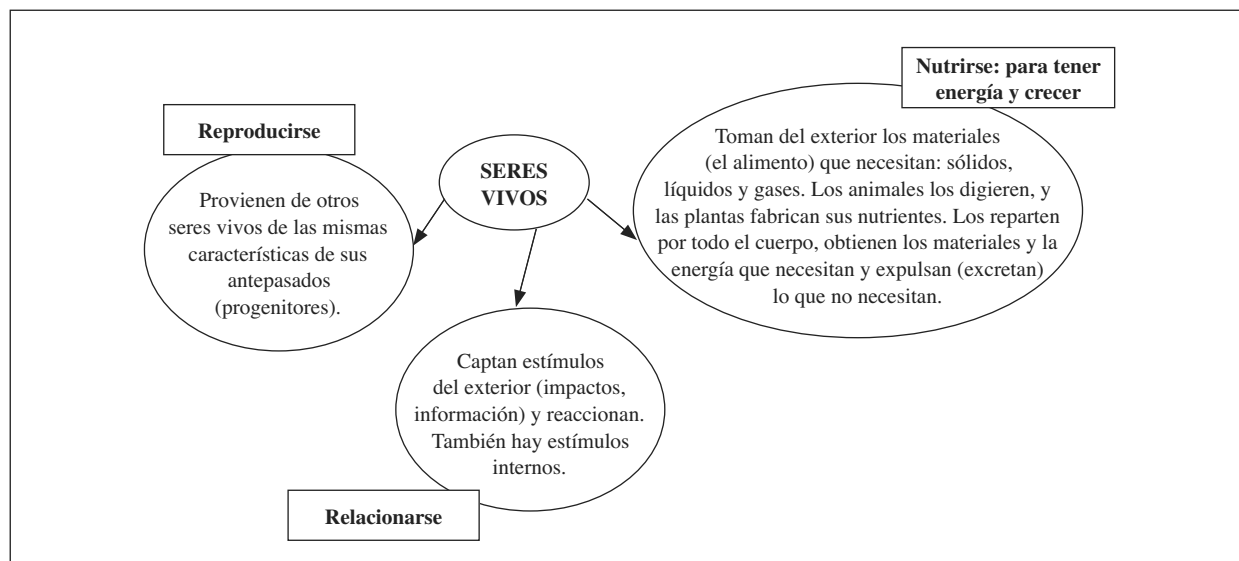 Nutrirse: para tener
energía y crecer
Reproducirse
SERES
VIVOS
Toman del exterior los materiales
(el alimento) que necesitan: sólidos,
líquidos y gases. Los animales los digieren, y
las plantas fabrican sus nutrientes. Los reparten
por todo el cuerpo, obtienen los materiales y la
energía que necesitan y expulsan (excretan)
lo que no necesitan.
Provienen de otros
seres vivos de las mismas
características de sus
antepasados
(progenitores).
Captan estímulos
del exterior (impactos,
información) y reaccionan.
También hay estímulos
internos.
Relacionarse